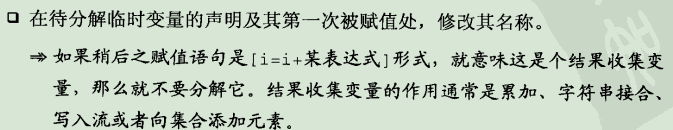 在待分解临时变量的声明及其第一次被赋值处，修改其名称。
⇒ 如果稍后之赋值语句是[i=i+某表达式]形式，就意味这是个结果收集变
量，那么就不要分解它。结果收集变量的作用通常是累加、字符串接合、
写入流或者向集合添加元素。